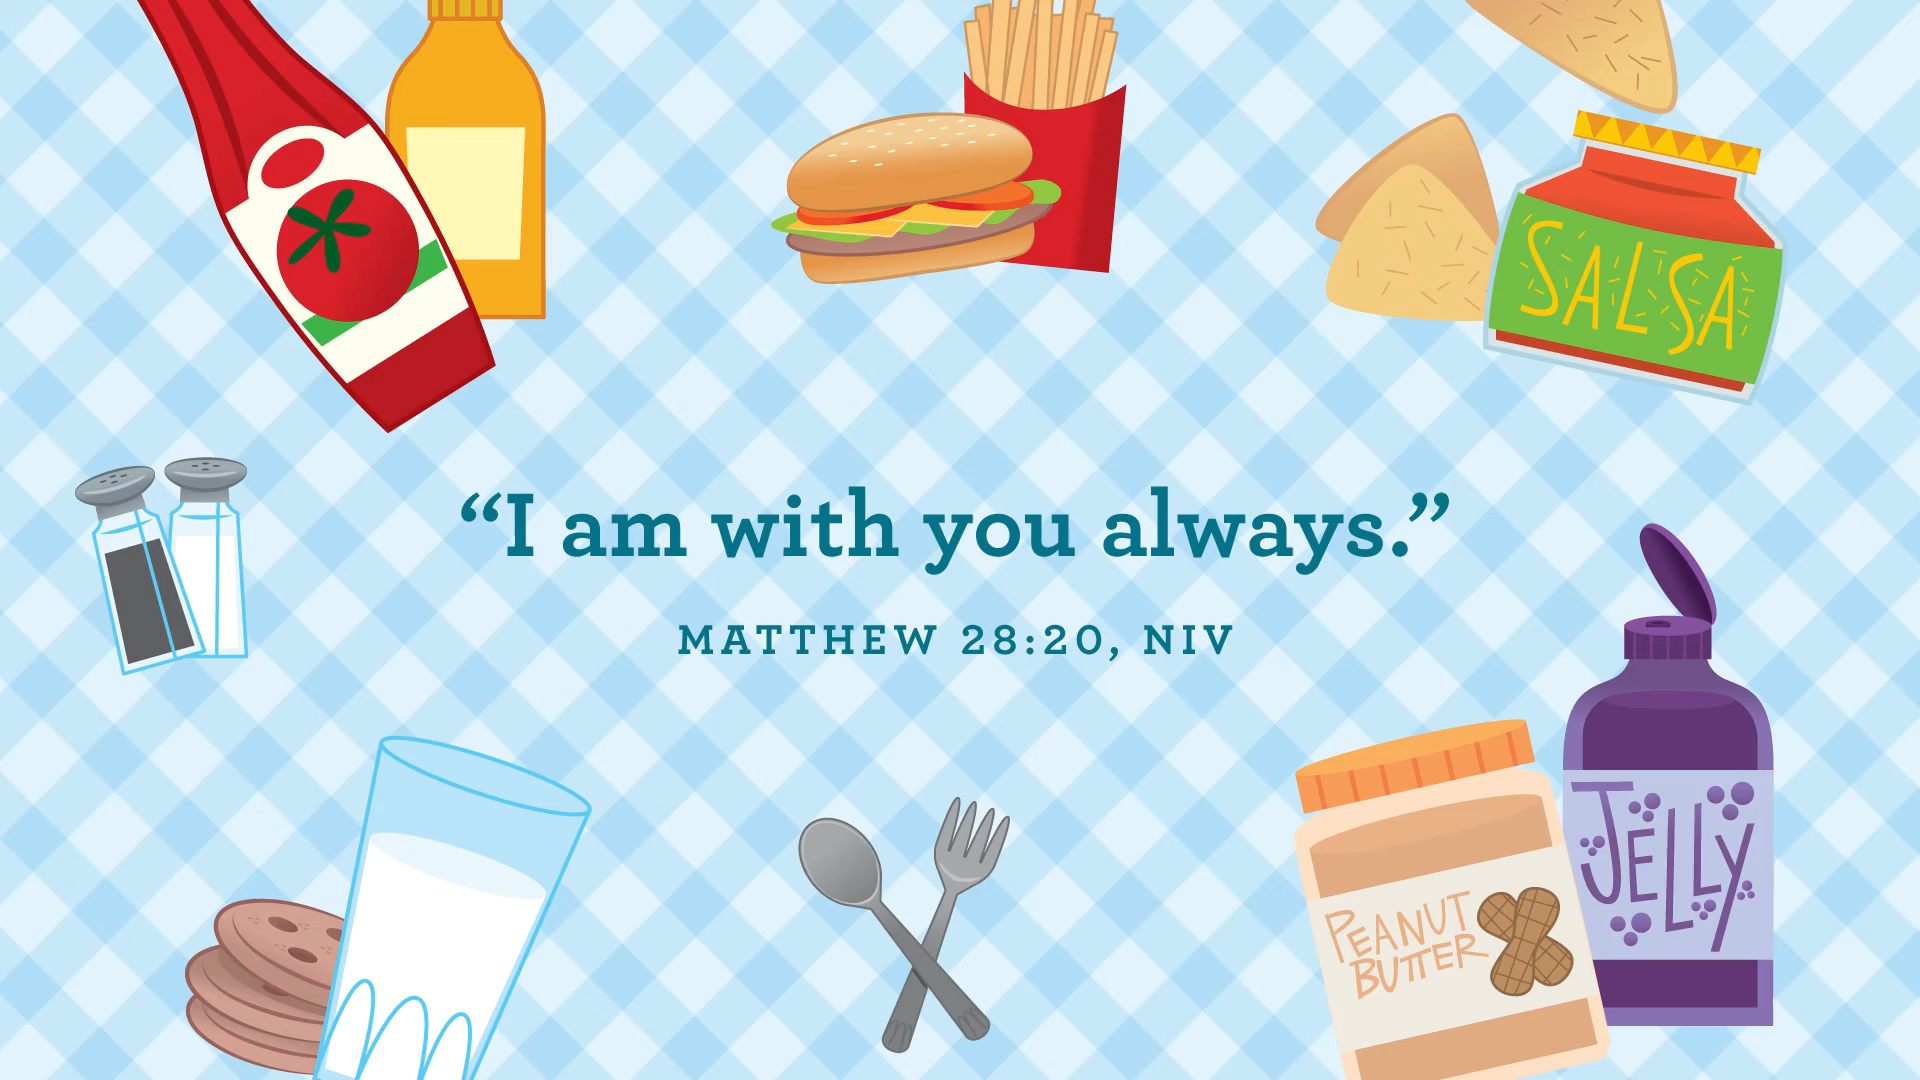 SALSA
“I am with you always.”
MATTHEW 28:20, NIV
JELLY
PEANUT
BUTTER